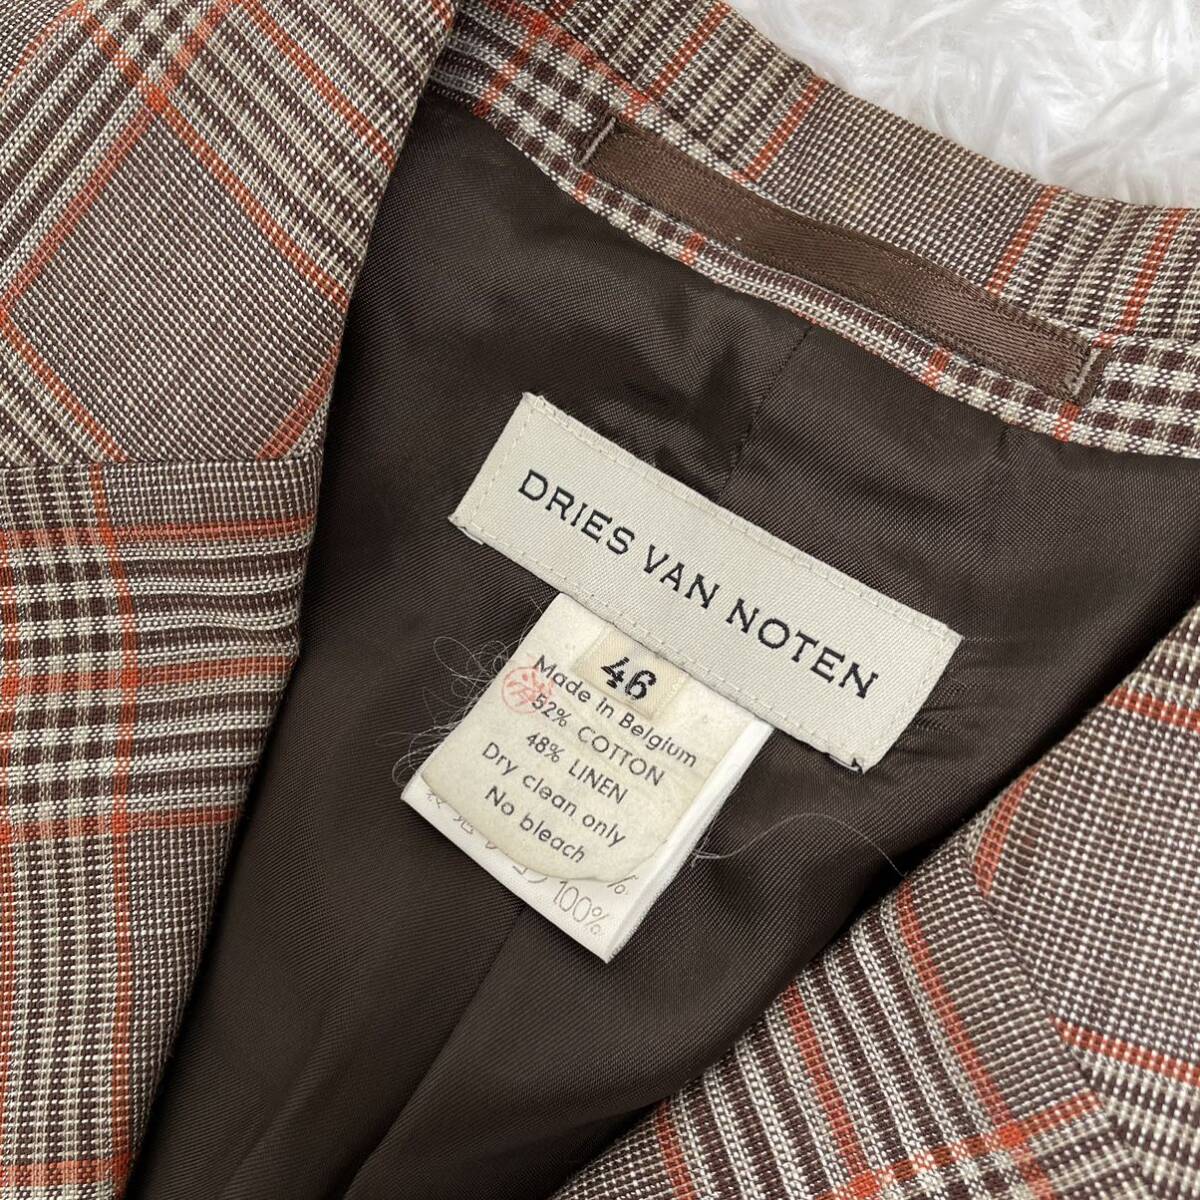 DRIES VAN NOTEN
46
Made in Belgium
52% COTTON
48% LINEN
Dry clean only
No bleach
%
100%